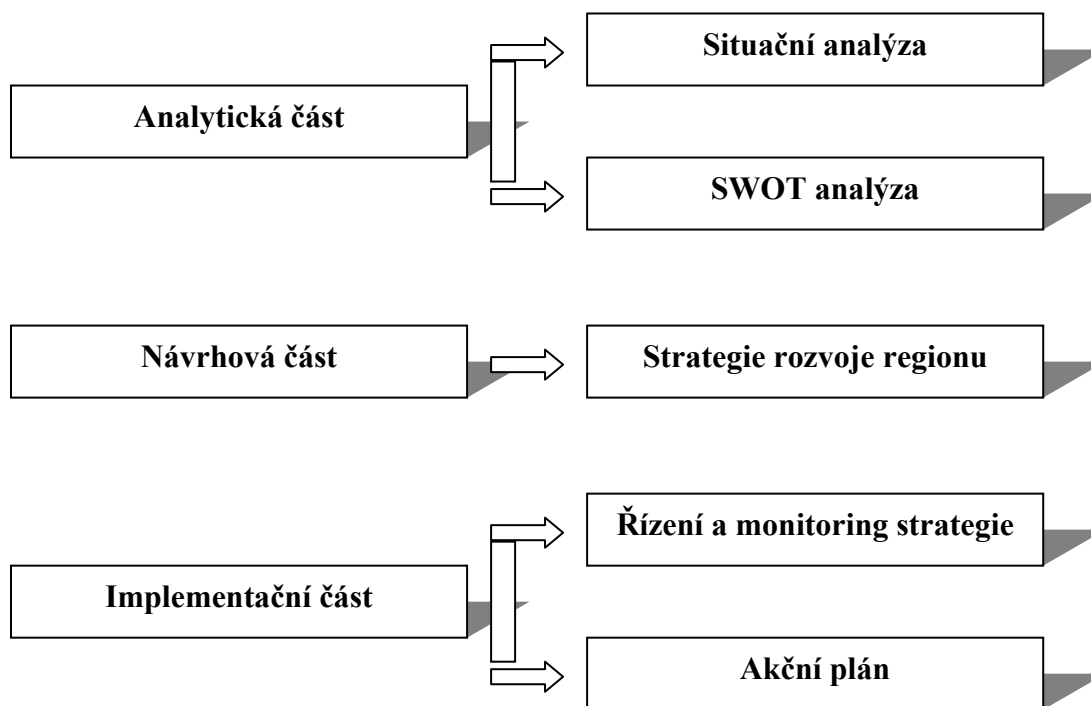 Situační analýza
Analytická část
SWOT analýza
Návrhová část
Strategie rozvoje regionu
Řízení a monitoring strategie
Implementační část
Akční plán